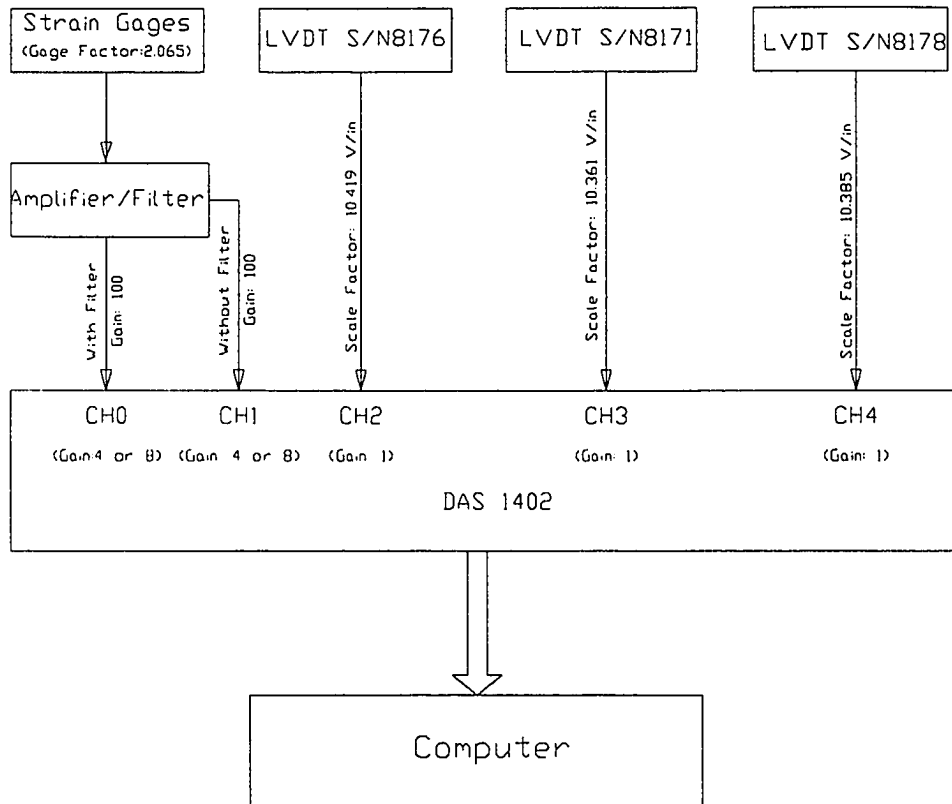 Strain Gages
(Gage Factor:2.065)
LVDT S/N8176
LVDT S/N8171
LVDT S/N8178
Amplifier/Filter
With Filter
Gain: 100
Without Filter
Gain: 100
Scale Factor: 10.419 V/in
Scale Factor: 10.361 V/in
Scale Factor: 10.385 V/in
CH0
CH1
CH2
CH3
CH4
(Gain:4 or 8)
(Gain 4 or 8)
(Gain 1)
(Gain: 1)
(Gain: 1)
DAS 1402
Computer